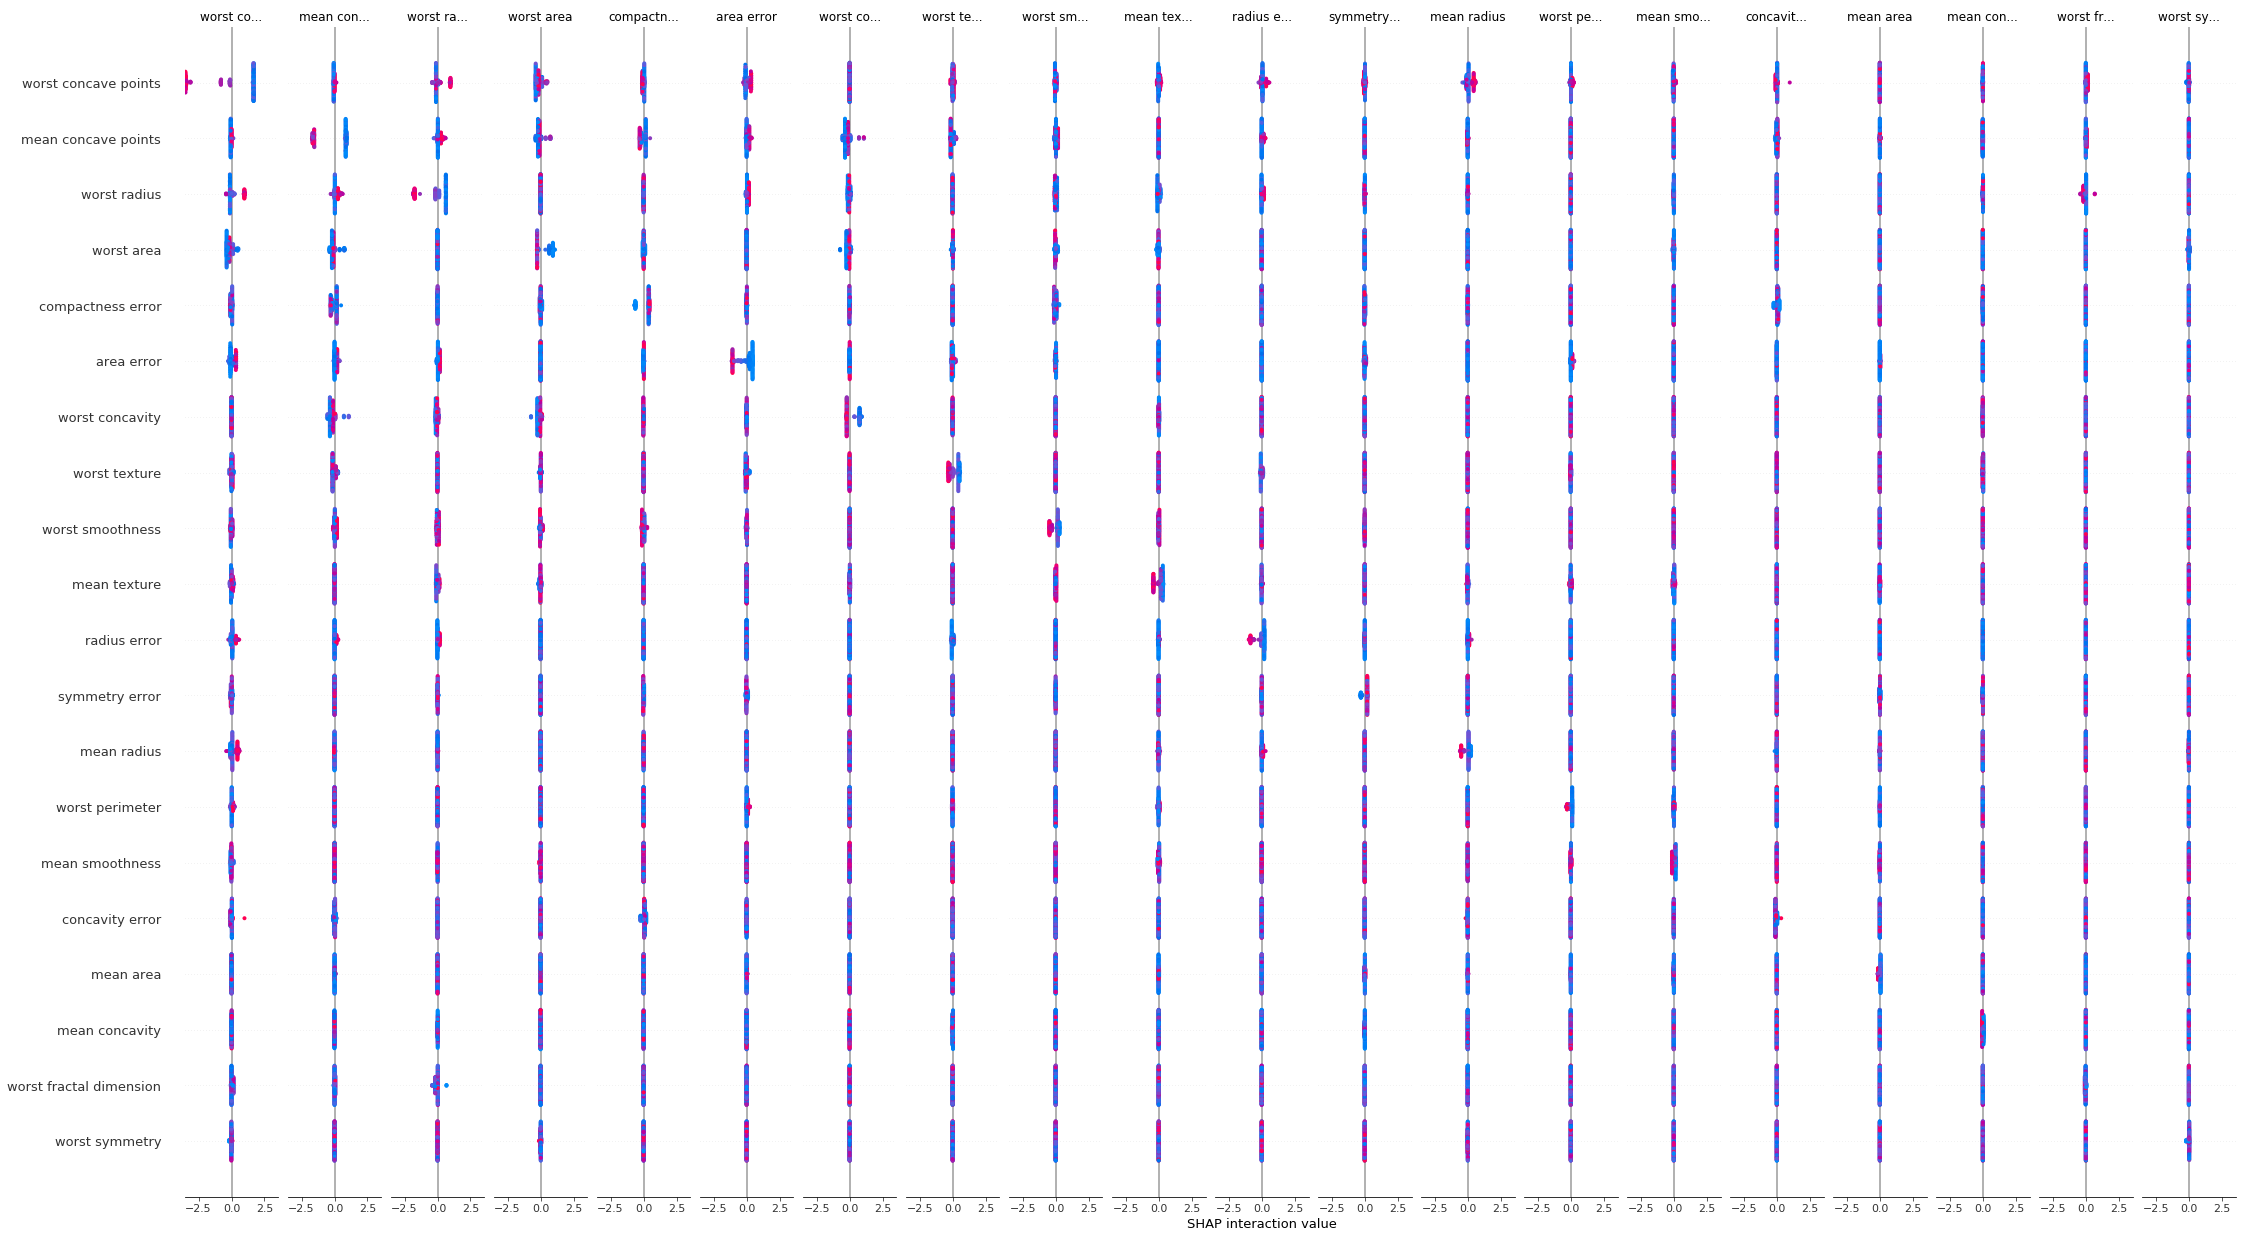 worst co... mean con... worst ra... worst area compactn... area error worst co... worst te... worst sm... mean tex... radius e... symmetry... mean radius worst pe... mean smo... concavit... mean area mean con... worst fr... worst sy...
worst concave points
mean concave points
worst radius
worst area
compactness error
area error
worst concavity
worst texture
worst smoothness
mean texture
radius error
symmetry error
mean radius
worst perimeter
mean smoothness
concavity error
mean area
mean concavity
worst fractal dimension
worst symmetry
−2.5 0.0 2.5 −2.5 0.0 2.5 −2.5 0.0 2.5 −2.5 0.0 2.5 −2.5 0.0 2.5 −2.5 0.0 2.5 −2.5 0.0 2.5 −2.5 0.0 2.5 −2.5 0.0 2.5 −2.5 0.0 2.5 −2.5 0.0 2.5 −2.5 0.0 2.5 −2.5 0.0 2.5 −2.5 0.0 2.5 −2.5 0.0 2.5 −2.5 0.0 2.5 −2.5 0.0 2.5 −2.5 0.0 2.5 −2.5 0.0 2.5 −2.5 0.0 2.5
SHAP interaction value